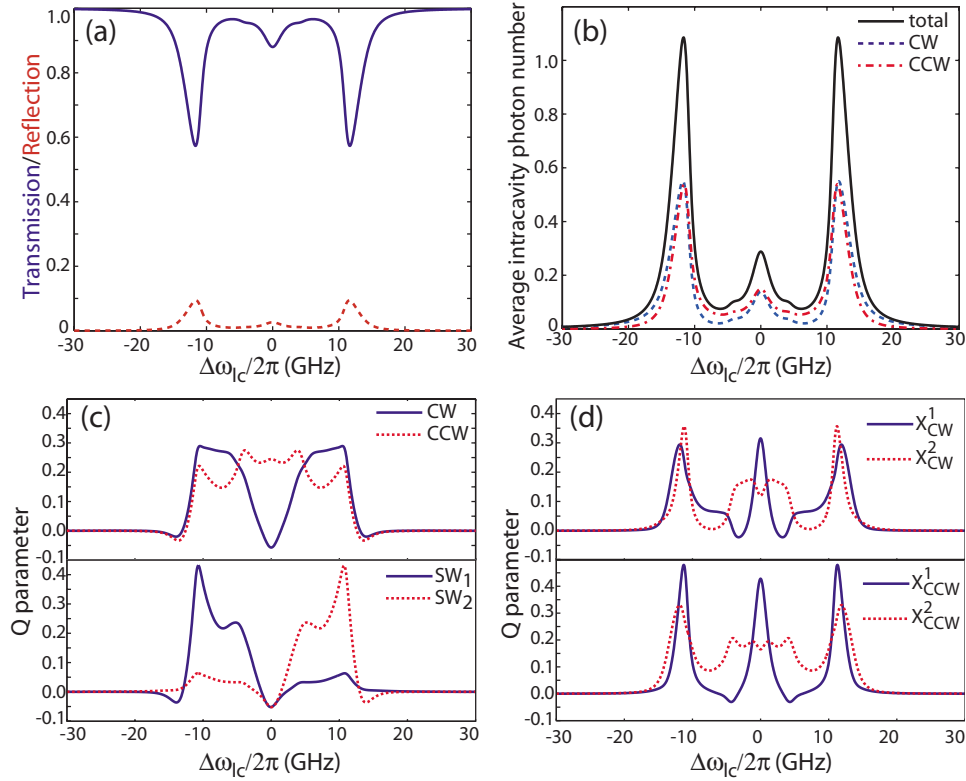 (a)
Transmission/Reflection
1.0
0.8
0.6
0.4
0.2
0
-30 -20 -10 0 10 20 30
Δω_lc/2π (GHz)
(b)
total
CW
CCW
Average intracavity photon number
1.0
0.8
0.6
0.4
0.2
0
-30 -20 -10 0 10 20 30
Δω_lc/2π (GHz)
(c)
CW
CCW
Q parameter
0.4
0.3
0.2
0.1
0.0
-0.1
SW₁
SW₂
0.4
0.3
0.2
0.1
0.0
-0.1
-30 -20 -10 0 10 20 30
Δω_lc/2π (GHz)
(d)
X¹_CW
X²_CW
Q parameter
0.4
0.3
0.2
0.1
0.0
-0.1
X¹_CCW
X²_CCW
0.4
0.3
0.2
0.1
0.0
-0.1
-30 -20 -10 0 10 20 30
Δω_lc/2π (GHz)